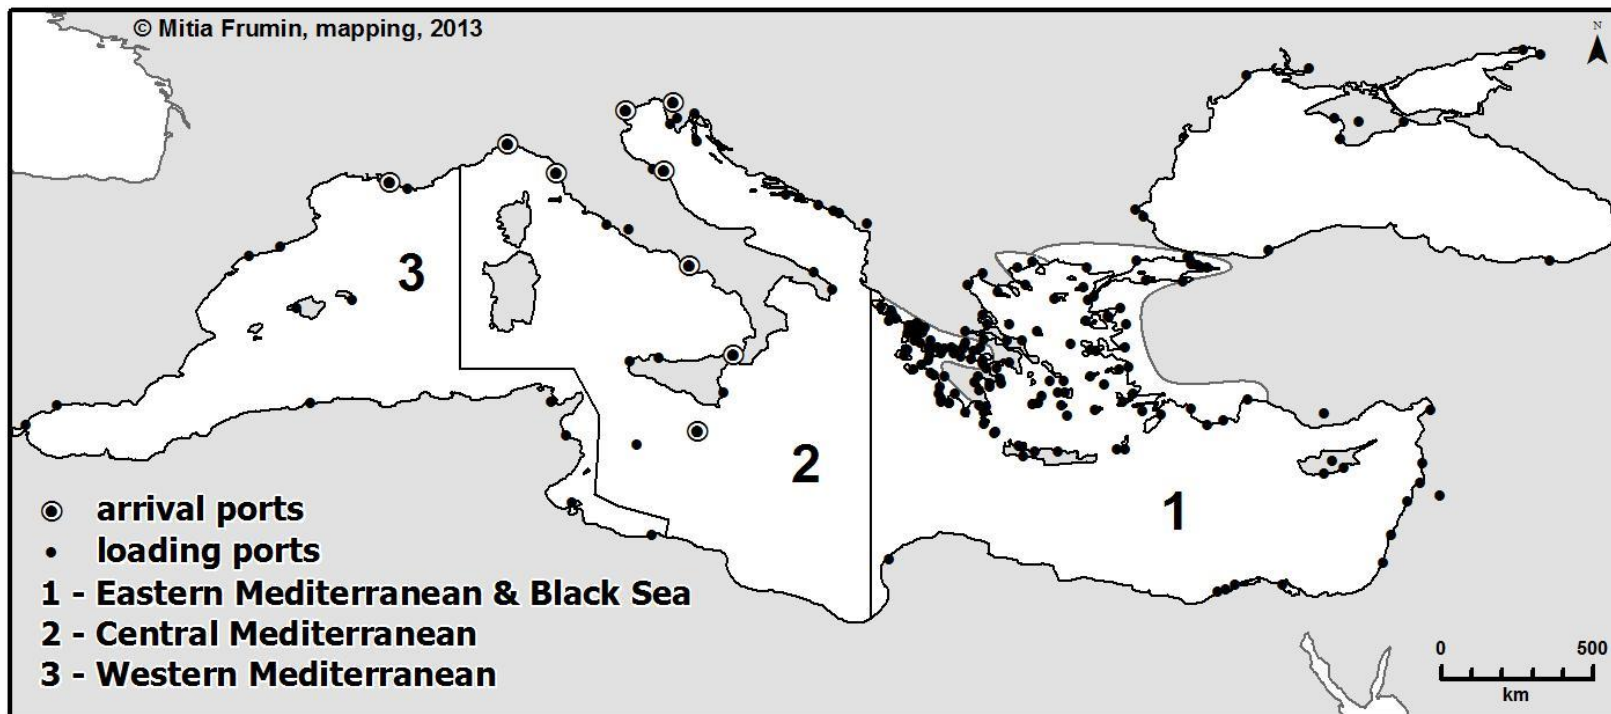 © Mitia Frumin, mapping, 2013
N
3
2
1
arrival ports
loading ports
1 - Eastern Mediterranean & Black Sea
2 - Central Mediterranean
3 - Western Mediterranean
0 500
km